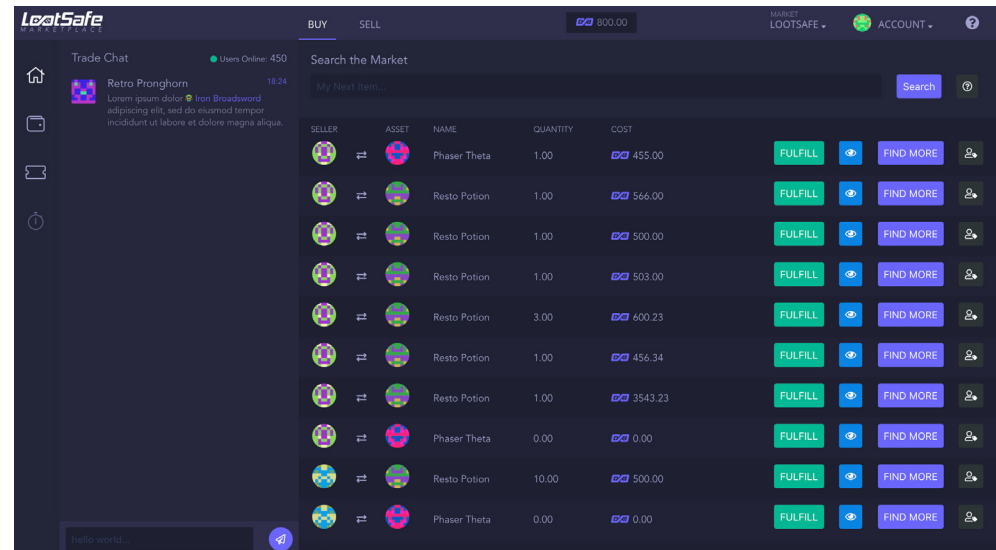 LootSafe
MARKETPLACE
BUY SELL
800.00
MARKET
LOOTSAFE
ACCOUNT
Trade Chat
Users Online: 450
Retro Pronghorn 18:24
Lorem ipsum dolor Iron Broadsword
adipiscing elit, sed do eiusmod tempor
incididunt ut labore et dolore magna aliqua.
hello world...
Search the Market
My Next Item...
Search
SELLER ASSET NAME QUANTITY COST
Phaser Theta 1.00 455.00 FULFILL FIND MORE
Resto Potion 1.00 566.00 FULFILL FIND MORE
Resto Potion 1.00 500.00 FULFILL FIND MORE
Resto Potion 1.00 503.00 FULFILL FIND MORE
Resto Potion 3.00 600.23 FULFILL FIND MORE
Resto Potion 1.00 456.34 FULFILL FIND MORE
Resto Potion 1.00 3543.23 FULFILL FIND MORE
Phaser Theta 0.00 0.00 FULFILL FIND MORE
Resto Potion 10.00 500.00 FULFILL FIND MORE
Phaser Theta 0.00 0.00 FULFILL FIND MORE